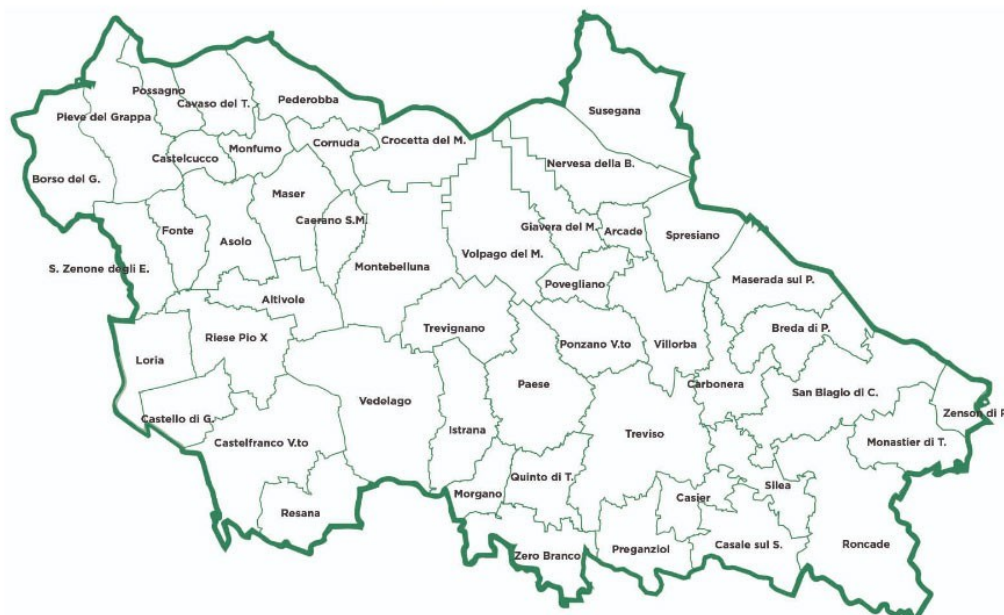 Possagno
Cavaso del T.
Pederobba
Pieve del Grappa
Susegana
Crocetta del M.
Cornuda
Monfumo
Castelcucco
Nervesa della B.
Borso del G.
Maser
Caerano S.M.
Giavera del M.
Arcade
Spresiano
Fonte
Asolo
Volpago del M.
S. Zenone degli E.
Montebelluna
Povegliano
Maserada sul P.
Altivole
Trevignano
Breda di P.
Riese Pio X
Ponzano V.to
Villorba
Loria
Paese
Carbonera
San Biagio di C.
Vedelago
Castello di G.
Zenson di P
Istrana
Treviso
Castelfranco V.to
Monastier di T.
Quinto di T.
Silea
Morgano
Casier
Resana
Zero Branco
Preganziol
Casale sul S.
Roncade